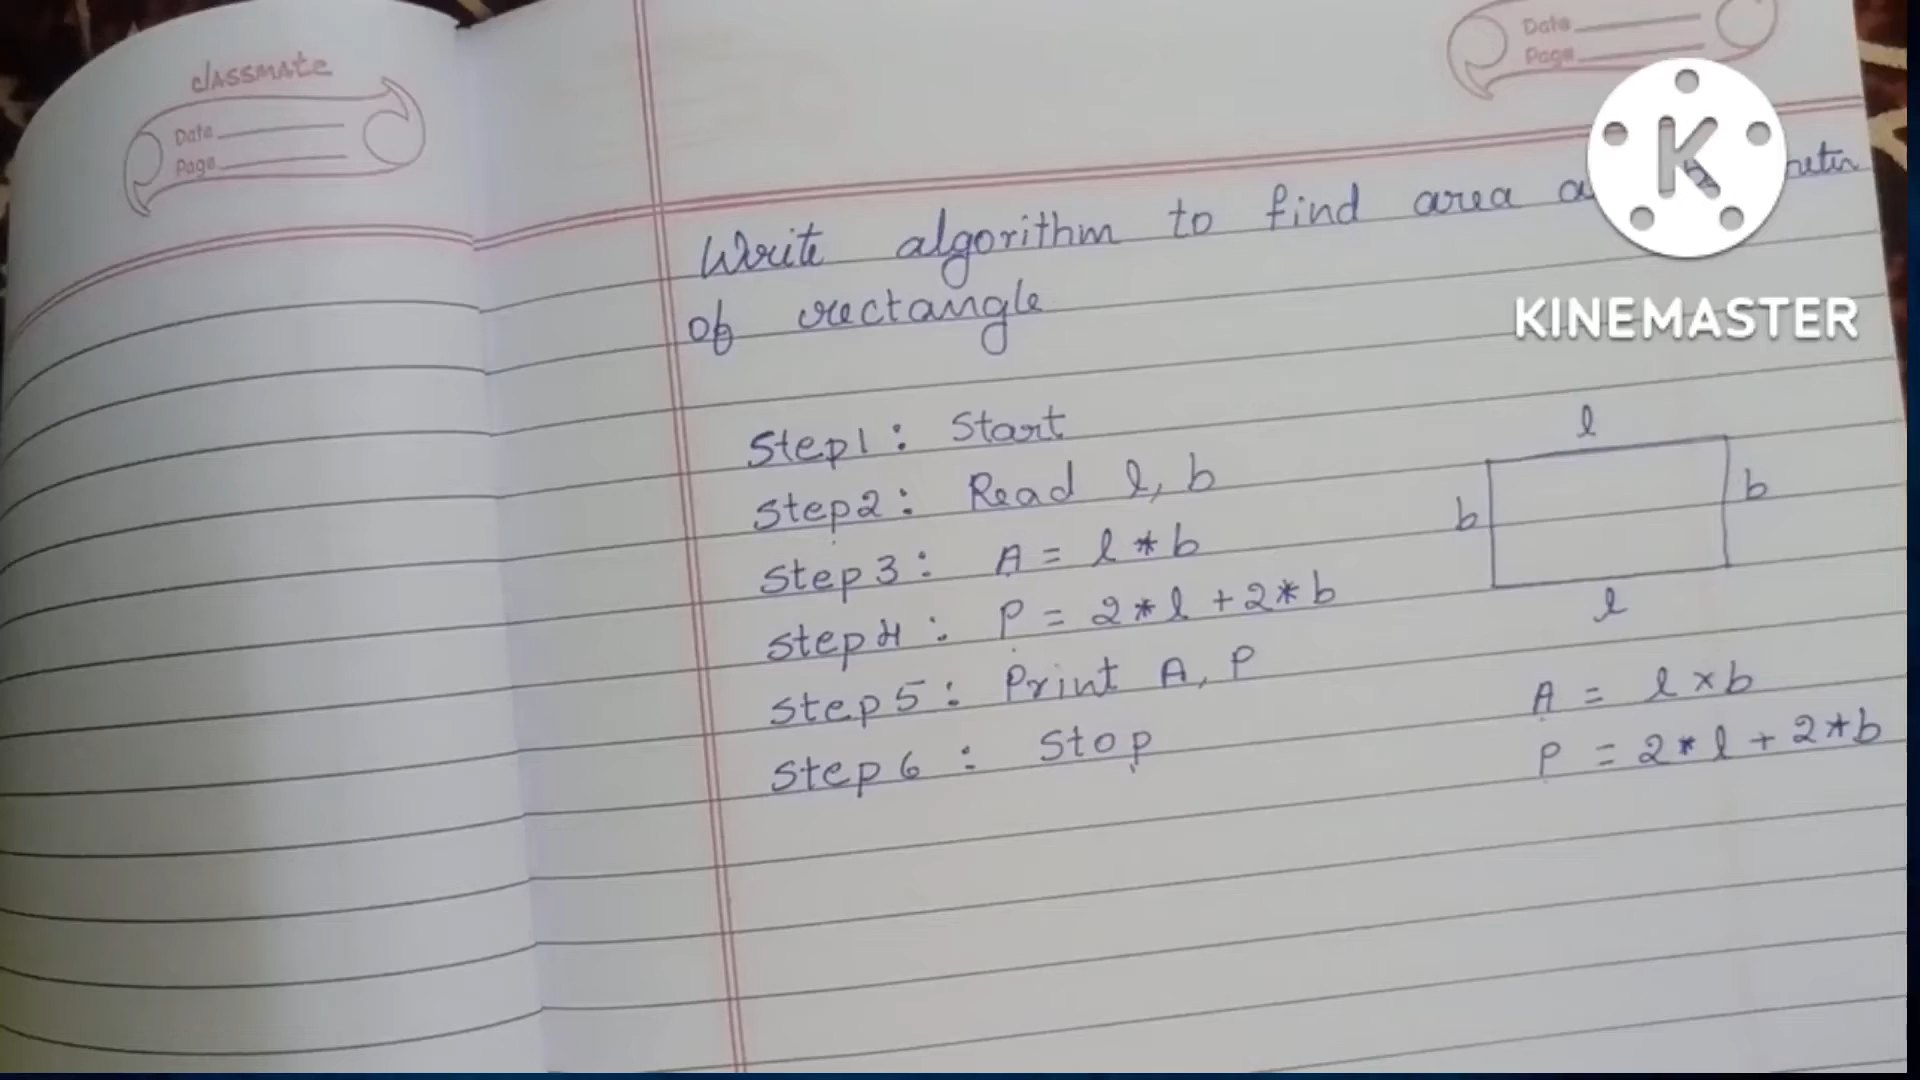 classmate
Date
Page
Date
Page
Write algorithm to find area
of rectangle
Step1: Start
Step2: Read l, b
Step3: A = l * b
Step4: P = 2*l + 2*b
Step5: Print A, P
Step6: Stop
l
b
b
l
A = l × b
P = 2*l + 2*b
K
KINEMASTER